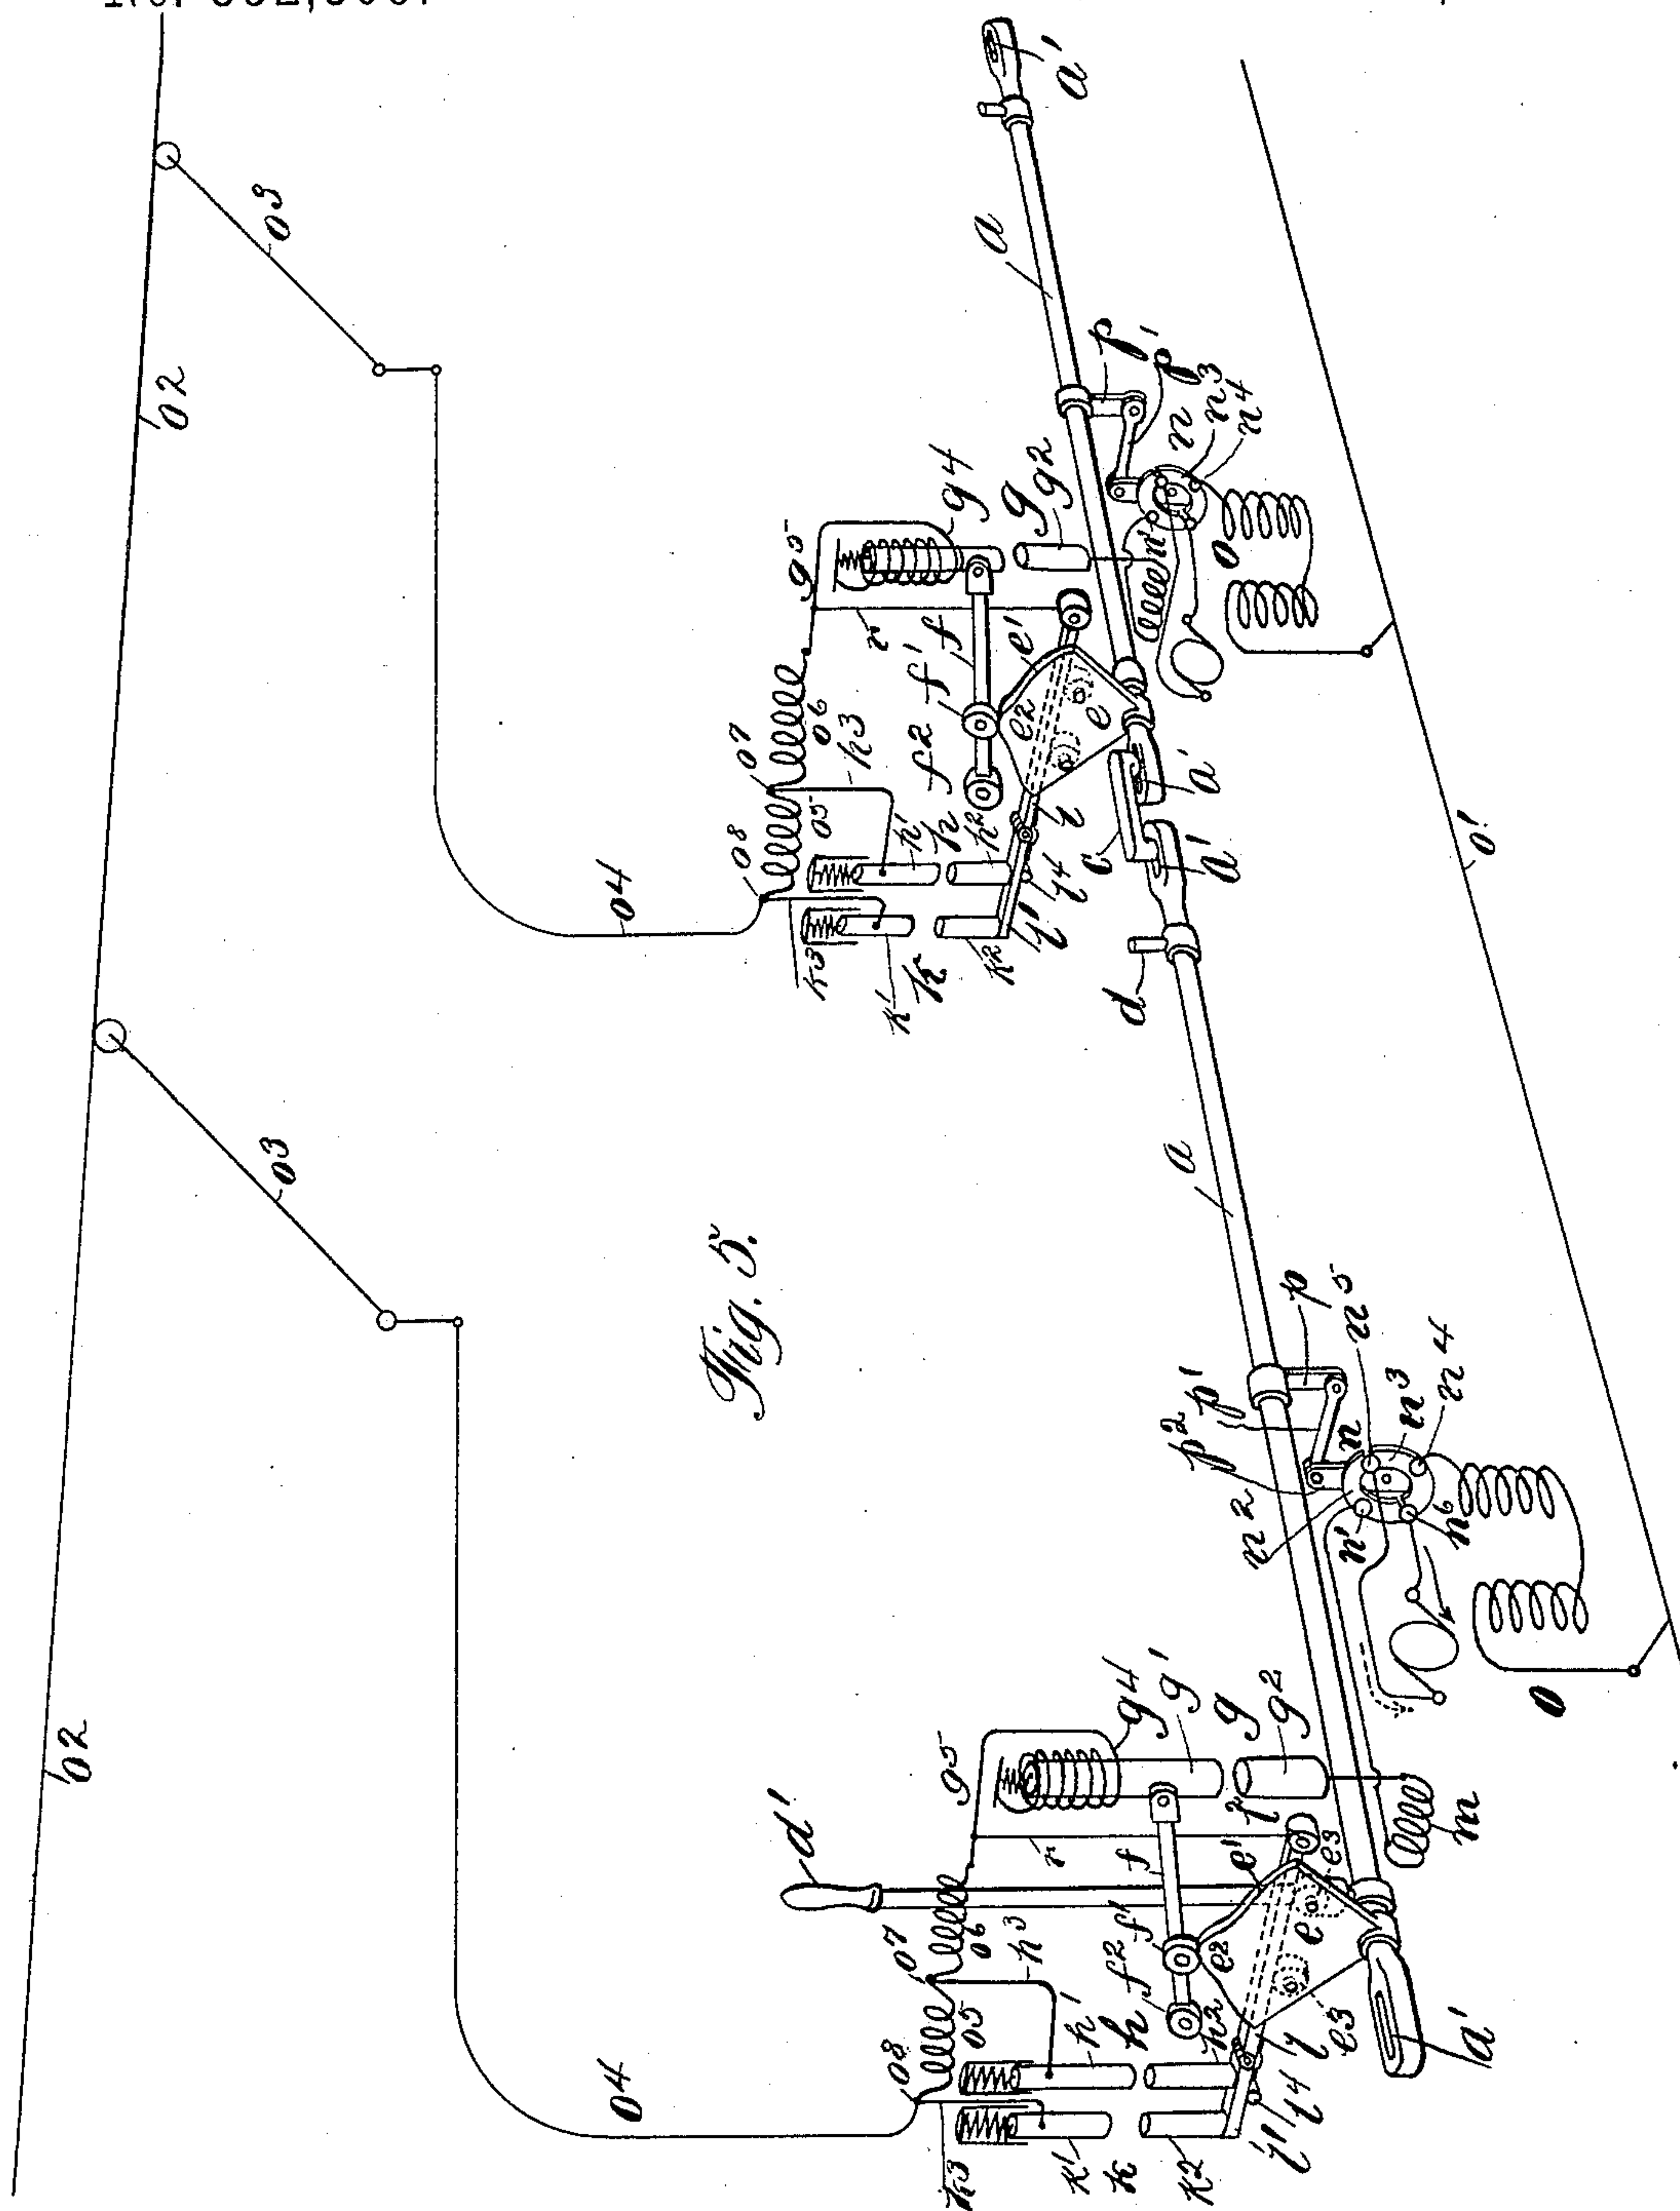 Fig. 5.
o2
o2
o3
o3
o4
o4
a'
a
p
p'
n
n3
n4
g4
g5
g
g2
n'
o
r
f
f'
f2
e'
e2
e
o7
o6
h3
o8
o5
h'
h
h2
l
l'
l4
k3
k'
k
k2
c
a'
a'
d
o'
a
p
n5
p'
p2
n
n3
n4
n2
n'
n6
o
d'
g5
g4
g'
g
g2
l2
m
r
f
f'
f2
e'
e3
e
e2
e3
o7
o6
h3
o8
o5
h'
h
h2
l
l'
l4
k3
k'
k
k2
a'